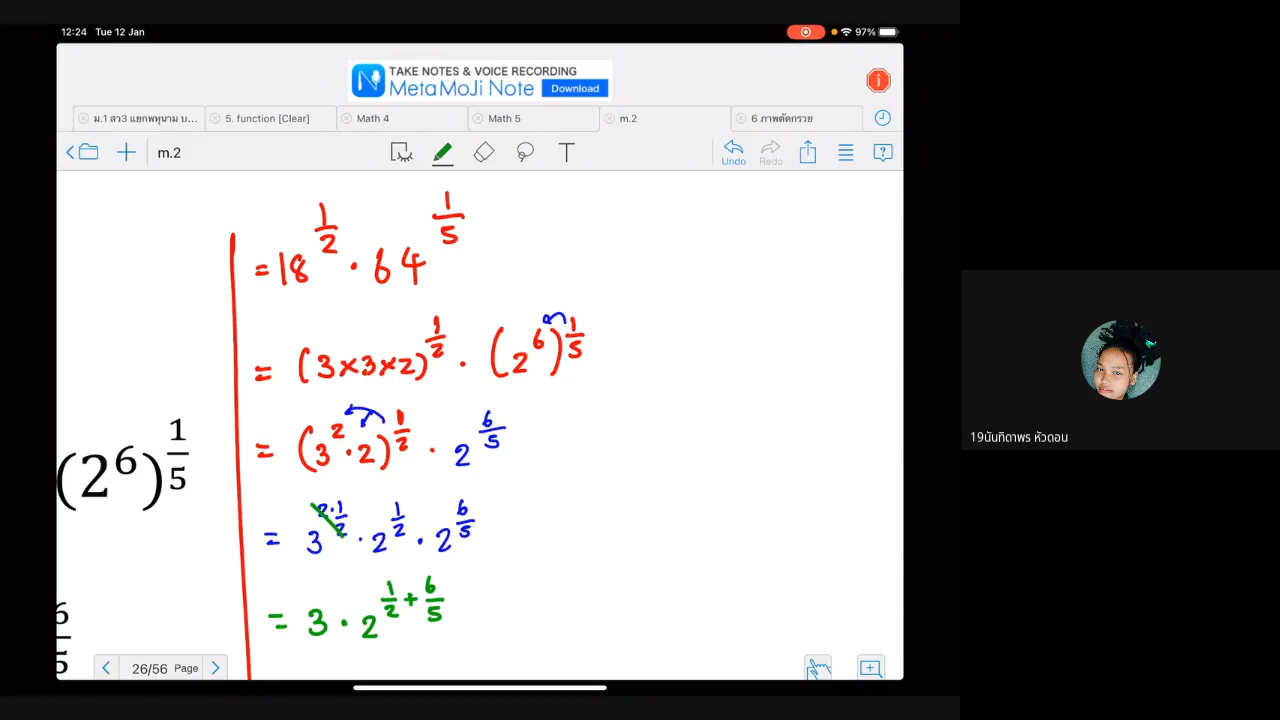 12:24 Tue 12 Jan 97%
TAKE NOTES & VOICE RECORDING
MetaMoJi Note Download
ม.1 สว3 แยกพหุนาม บ... 5. function [Clear] Math 4 Math 5 m.2 6 ภาพตัดกรวย
m.2 T Undo Redo
= 18^(1/2) · 64^(1/5)
= (3×3×2)^(1/2) · (2^6)^(1/5)
= (3^2 · 2)^(1/2) · 2^(6/5)
(2^6)^(1/5)
= 3^(2·1/2) · 2^(1/2) · 2^(6/5)
= 3 · 2^(1/2 + 6/5)
6/5
26/56 Page
19นันทิตาพร หัวดอน